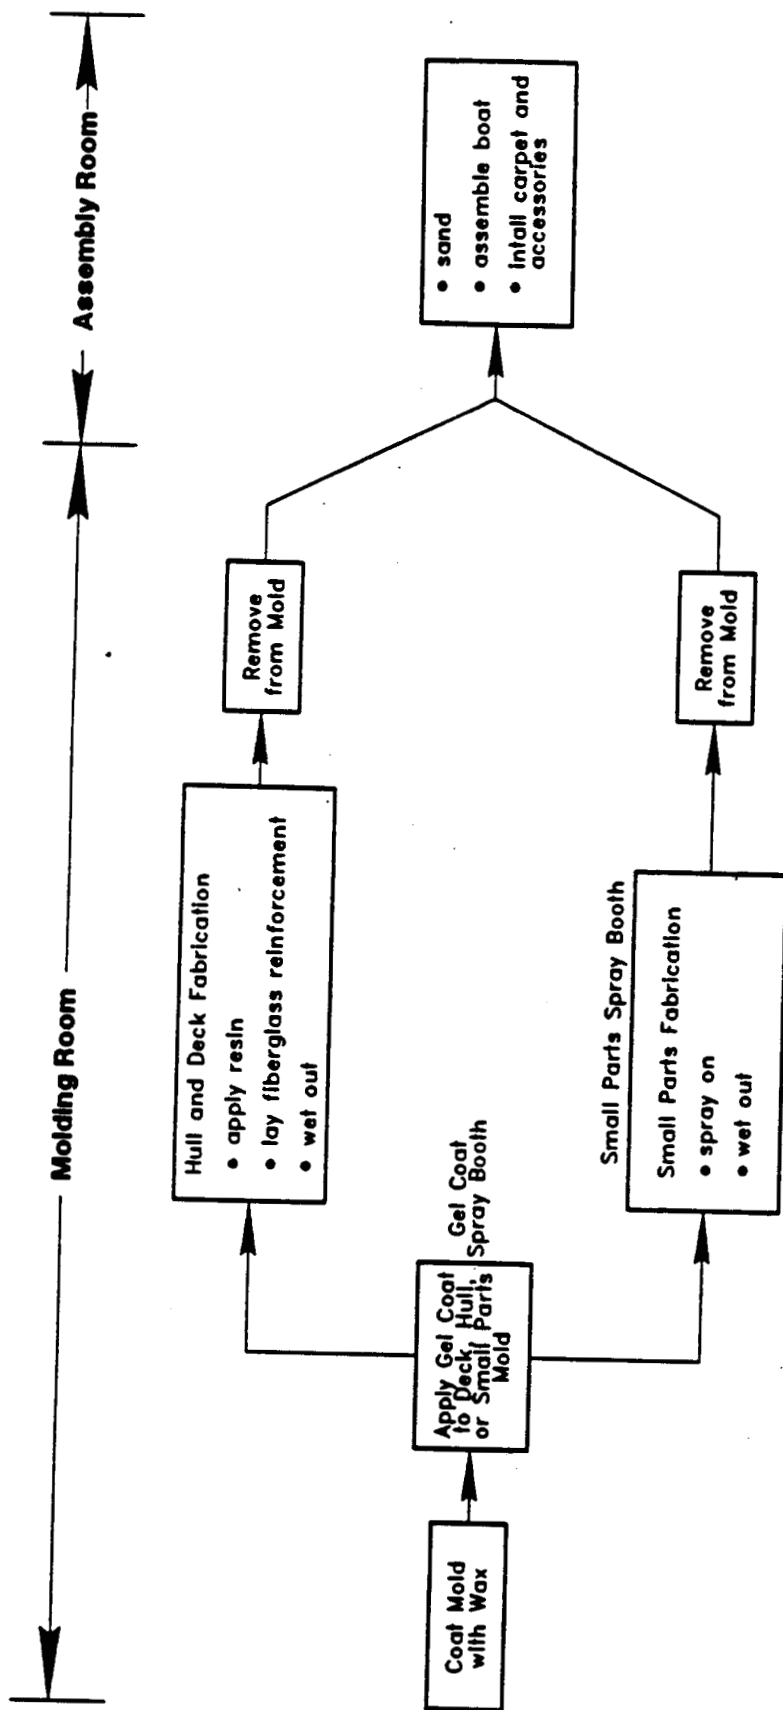 Molding Room
Assembly Room
Coat Mold
with Wax
Apply Gel Coat
to Deck, Hull,
or Small Parts
Mold
Gel Coat
Spray Booth
Hull and Deck Fabrication
• apply resin
• lay fiberglass reinforcement
• wet out
Remove
from Mold
Small Parts Spray Booth
Small Parts Fabrication
• spray on
• wet out
Remove
from Mold
• sand
• assemble boat
• intall carpet and
accessories